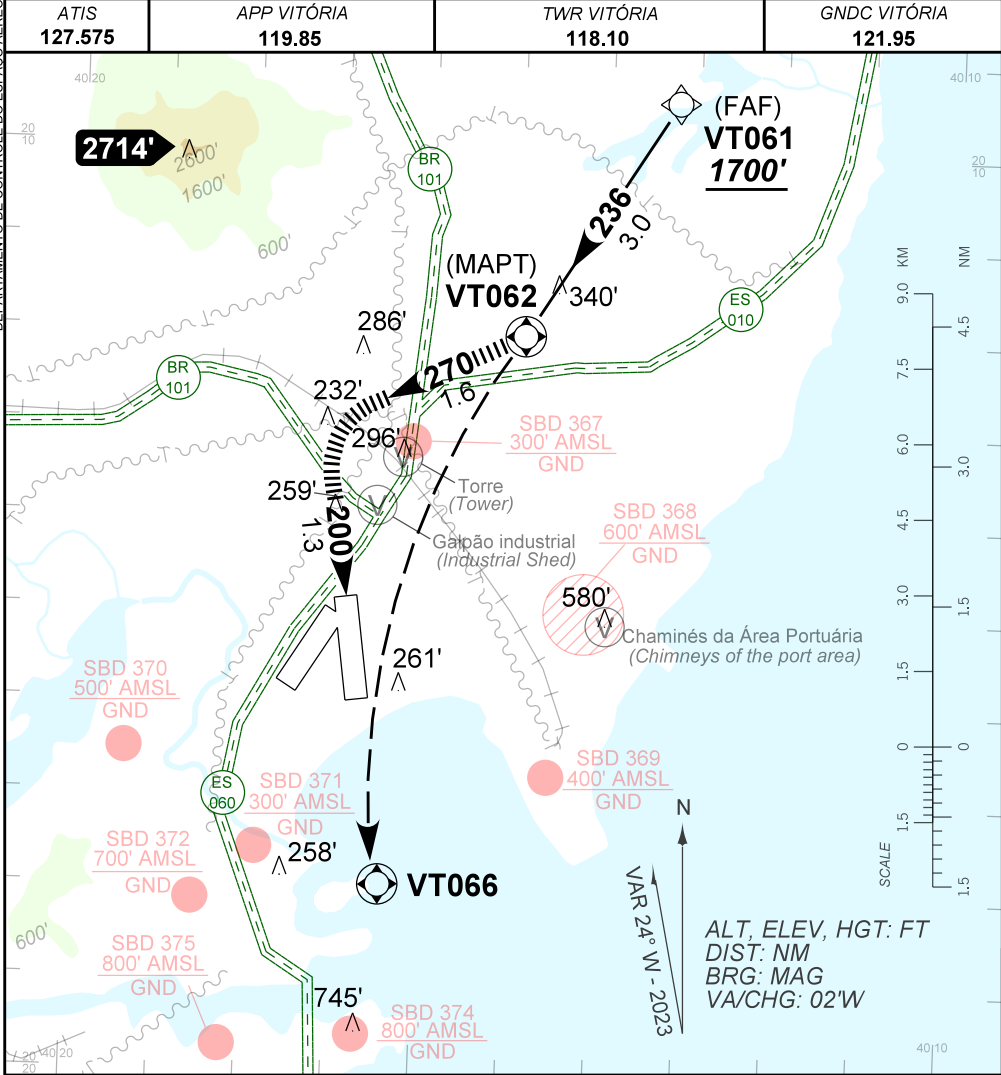 ATIS
127.575
APP VITÓRIA
119.85
TWR VITÓRIA
118.10
GNDC VITÓRIA
121.95
40 20
40 10
20
10
2714'
2600'
1600'
600'
BR
101
(FAF)
VT061
1700'
20
10
236
3.0
(MAPT)
VT062
340'
ES
010
KM
NM
9.0
4.5
7.5
6.0
3.0
4.5
3.0
1.5
1.5
0
0
1.5
1.5
SCALE
286'
BR
101
270
1.6
232'
296'
SBD 367
300' AMSL
GND
259'
Torre
(Tower)
200
1.3
Galpão industrial
(Industrial Shed)
SBD 368
600' AMSL
GND
580'
Chaminés da Área Portuária
(Chimneys of the port area)
261'
SBD 370
500' AMSL
GND
SBD 369
400' AMSL
GND
ES
060
SBD 371
300' AMSL
GND
258'
SBD 372
700' AMSL
GND
VT066
N
VAR 24° W - 2023
ALT, ELEV, HGT: FT
DIST: NM
BRG: MAG
VA/CHG: 02'W
600'
SBD 375
800' AMSL
GND
745'
SBD 374
800' AMSL
GND
20
20
40 20
40 10